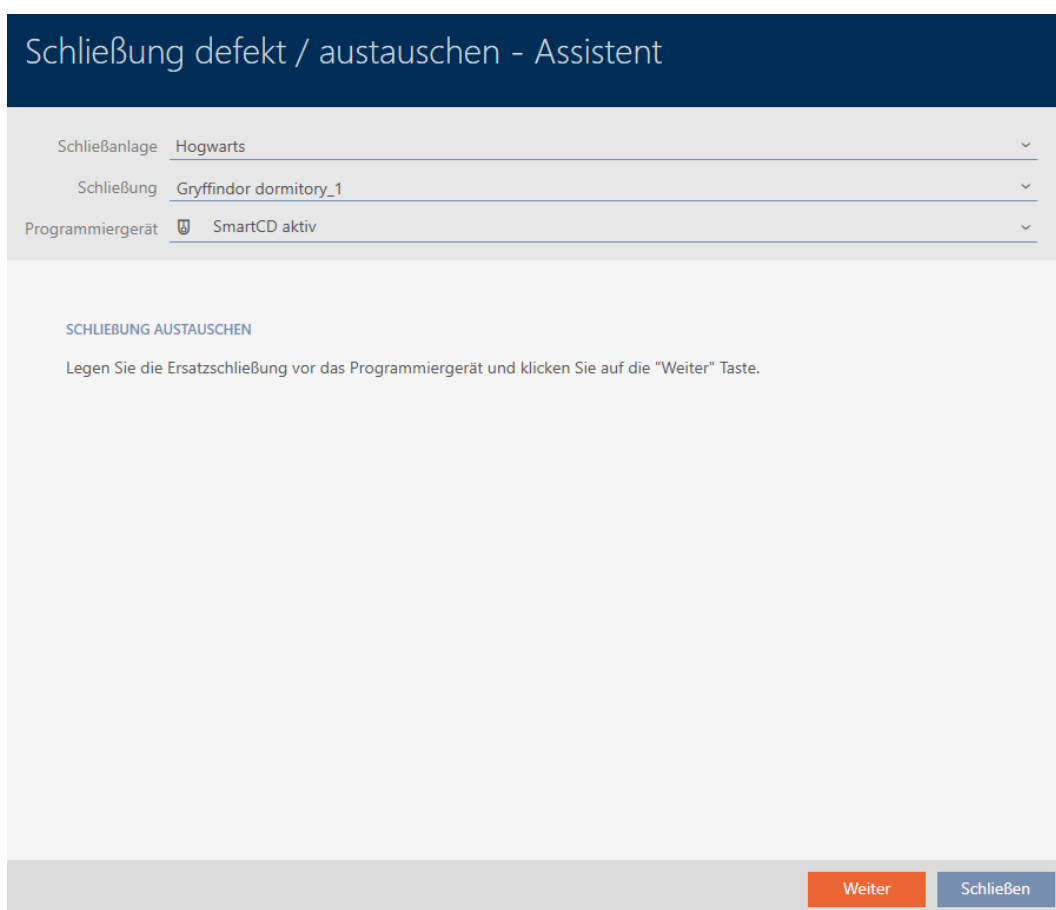 Schließung defekt / austauschen - Assistent
Schließanlage Hogwarts
Schließung Gryffindor dormitory_1
Programmiergerät SmartCD aktiv
SCHLIEßUNG AUSTAUSCHEN
Legen Sie die Ersatzschließung vor das Programmiergerät und klicken Sie auf die "Weiter" Taste.
Weiter Schließen